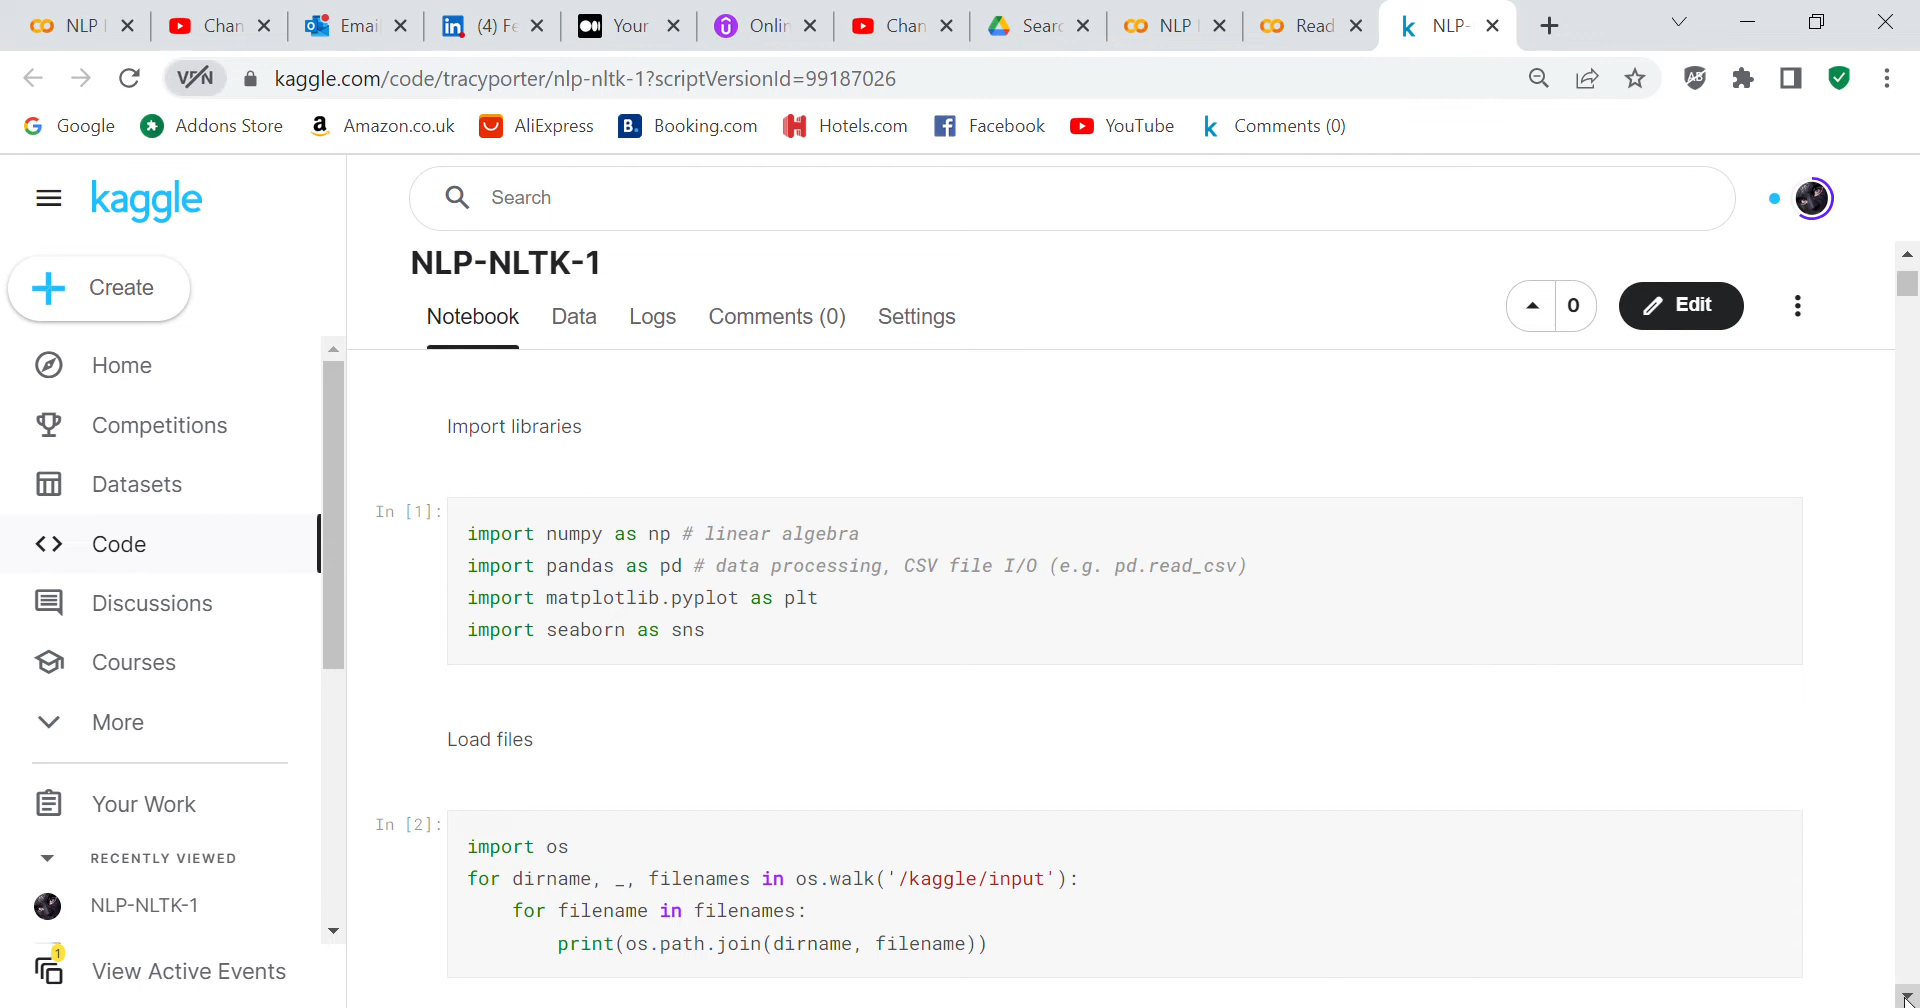 NLP
Chan
Emai
(4) Fe
Your
Onlin
Chan
Searc
NLP
Read
NLP-
VPN
kaggle.com/code/tracyporter/nlp-nltk-1?scriptVersionId=99187026
Google
Addons Store
Amazon.co.uk
AliExpress
Booking.com
Hotels.com
Facebook
YouTube
Comments (0)
kaggle
Search
NLP-NLTK-1
Create
Notebook Data Logs Comments (0) Settings
0
Edit
Home
Competitions
Datasets
Code
Discussions
Courses
More
Your Work
RECENTLY VIEWED
NLP-NLTK-1
1
View Active Events
Import libraries
In [1]:
import numpy as np # linear algebra
import pandas as pd # data processing, CSV file I/O (e.g. pd.read_csv)
import matplotlib.pyplot as plt
import seaborn as sns
Load files
In [2]:
import os
for dirname, _, filenames in os.walk('/kaggle/input'):
    for filename in filenames:
        print(os.path.join(dirname, filename))